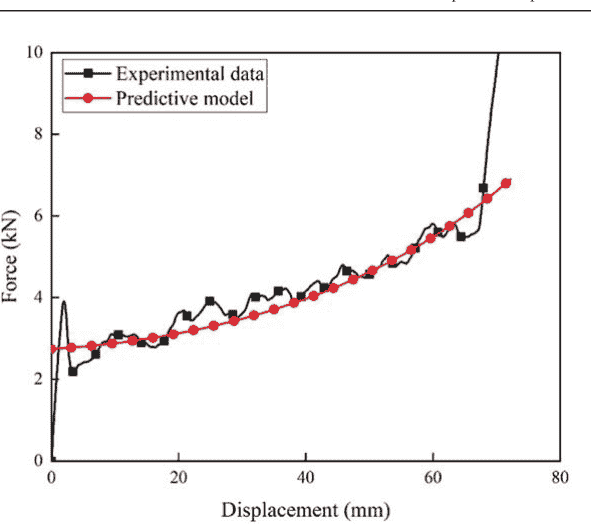 10
Experimental data
Predictive model
8
6
Force (kN)
4
2
0
0 20 40 60 80
Displacement (mm)